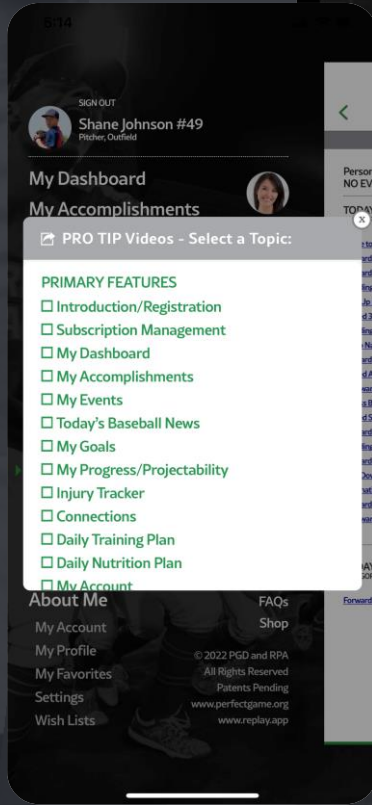 5:14
SIGN OUT
Shane Johnson #49
Pitcher, Outfield
My Dashboard
My Accomplishments
PRO TIP Videos - Select a Topic:
x
PRIMARY FEATURES
Introduction/Registration
Subscription Management
My Dashboard
My Accomplishments
My Events
Today's Baseball News
My Goals
My Progress/Projectability
Injury Tracker
Connections
Daily Training Plan
Daily Nutrition Plan
My Account
About Me
My Account
My Profile
My Favorites
Settings
Wish Lists
FAQs
Shop
© 2022 PGD and RPA
All Rights Reserved
Patents Pending
www.perfectgame.org
www.replay.app
Person
NO EV
TODAY
Forward